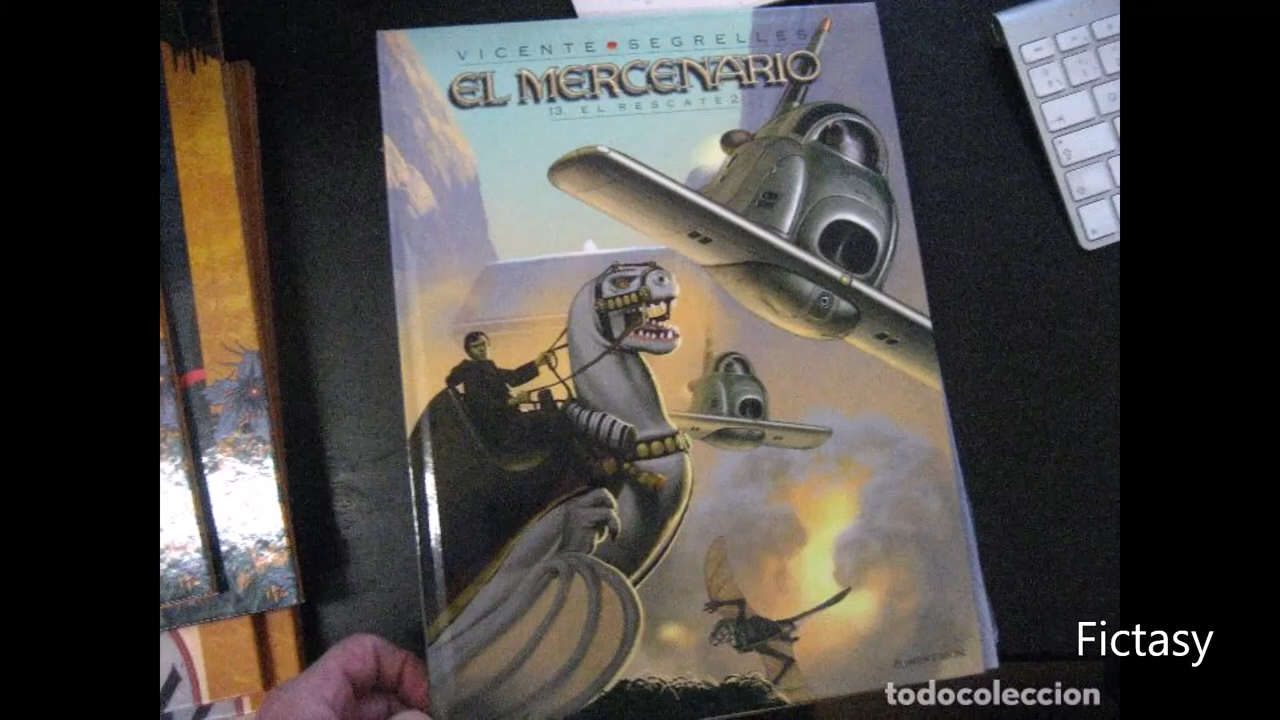 VICENTE • SEGRELLES
EL MERCENARIO
13. EL RESCATE 2
Fictasy
todocoleccion